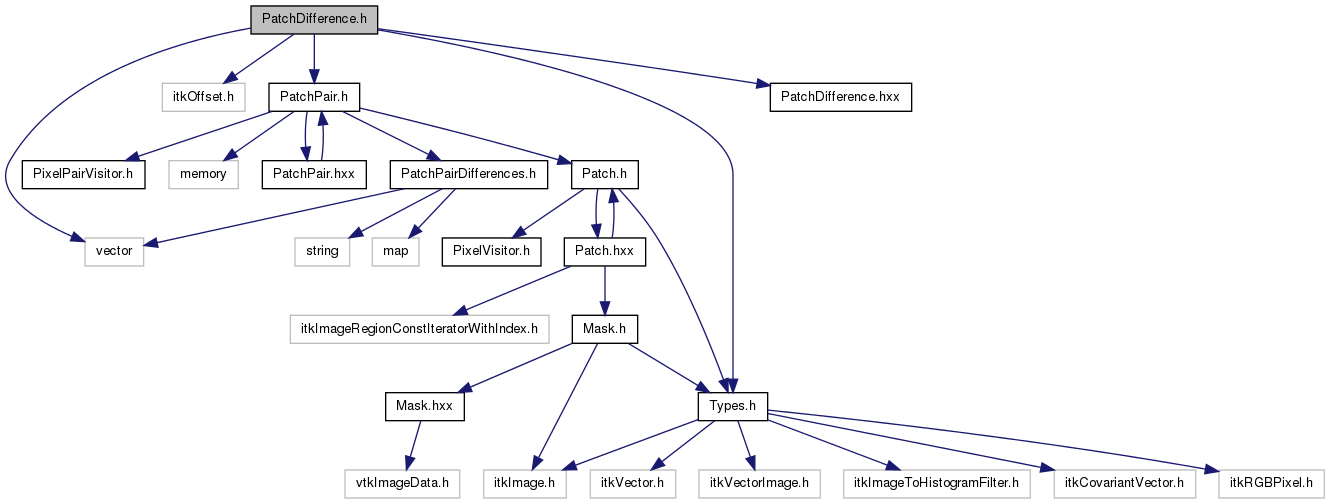 PatchDifference.h
itkOffset.h
PatchPair.h
PatchDifference.hxx
PixelPairVisitor.h
memory
PatchPair.hxx
PatchPairDifferences.h
Patch.h
vector
string
map
PixelVisitor.h
Patch.hxx
itkImageRegionConstIteratorWithIndex.h
Mask.h
Mask.hxx
Types.h
vtkImageData.h
itkImage.h
itkVector.h
itkVectorImage.h
itkImageToHistogramFilter.h
itkCovariantVector.h
itkRGBPixel.h